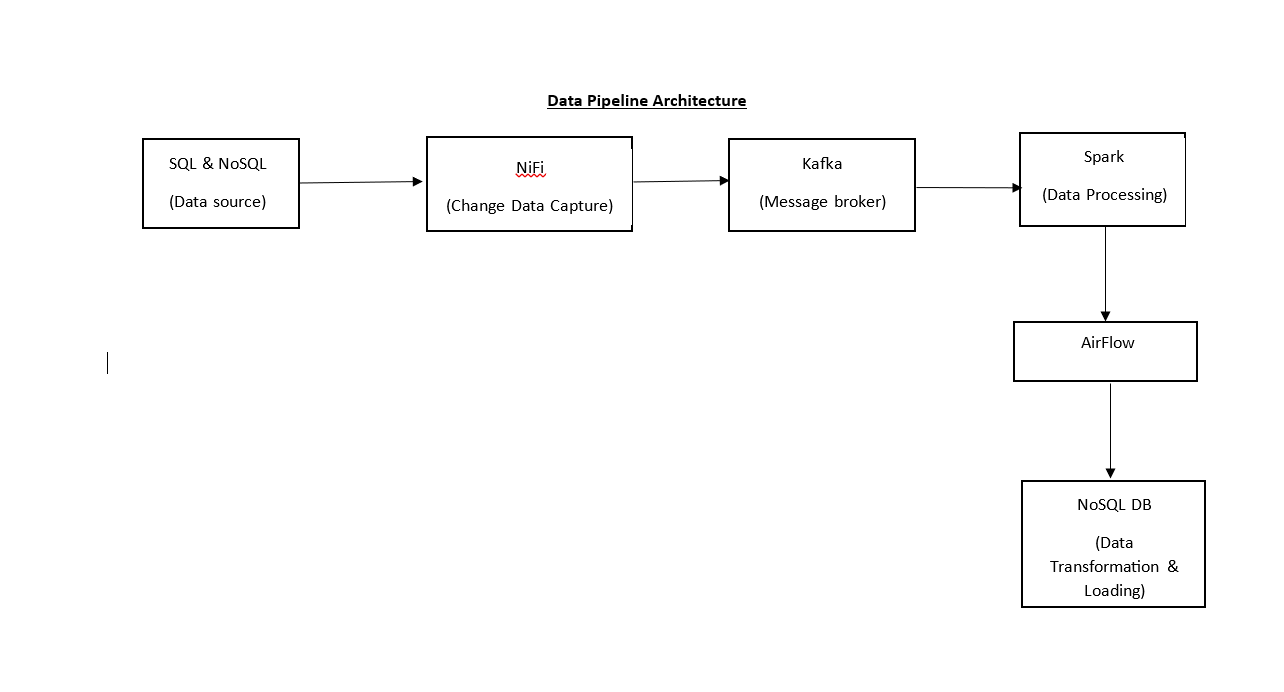 Data Pipeline Architecture
SQL & NoSQL
(Data source)
NiFi
(Change Data Capture)
Kafka
(Message broker)
Spark
(Data Processing)
AirFlow
NoSQL DB
(Data
Transformation &
Loading)